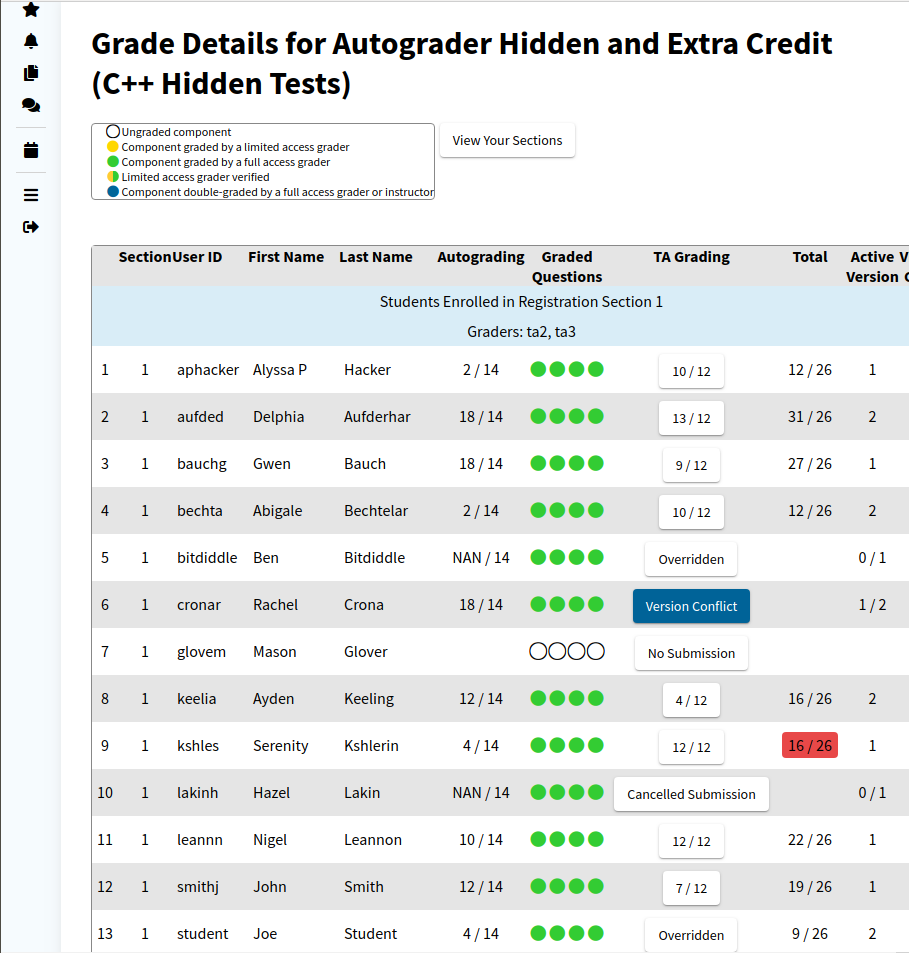 Grade Details for Autograder Hidden and Extra Credit
(C++ Hidden Tests)
Ungraded component
Component graded by a limited access grader
Component graded by a full access grader
Limited access grader verified
Component double-graded by a full access grader or instructor
View Your Sections
Section User ID First Name Last Name Autograding Graded Questions TA Grading Total Active Version
Students Enrolled in Registration Section 1
Graders: ta2, ta3
1 1 aphacker Alyssa P Hacker 2 / 14 10 / 12 12 / 26 1
2 1 aufded Delphia Aufderhar 18 / 14 13 / 12 31 / 26 2
3 1 bauchg Gwen Bauch 18 / 14 9 / 12 27 / 26 1
4 1 bechta Abigale Bechtelar 2 / 14 10 / 12 12 / 26 2
5 1 bitdiddle Ben Bitdiddle NAN / 14 Overridden 0 / 1
6 1 cronar Rachel Crona 18 / 14 Version Conflict 1 / 2
7 1 glovem Mason Glover No Submission
8 1 keelia Ayden Keeling 12 / 14 4 / 12 16 / 26 2
9 1 kshles Serenity Kshlerin 4 / 14 12 / 12 16 / 26 1
10 1 lakinh Hazel Lakin NAN / 14 Cancelled Submission 0 / 1
11 1 leannn Nigel Leannon 10 / 14 12 / 12 22 / 26 1
12 1 smithj John Smith 12 / 14 7 / 12 19 / 26 1
13 1 student Joe Student 4 / 14 Overridden 9 / 26 2